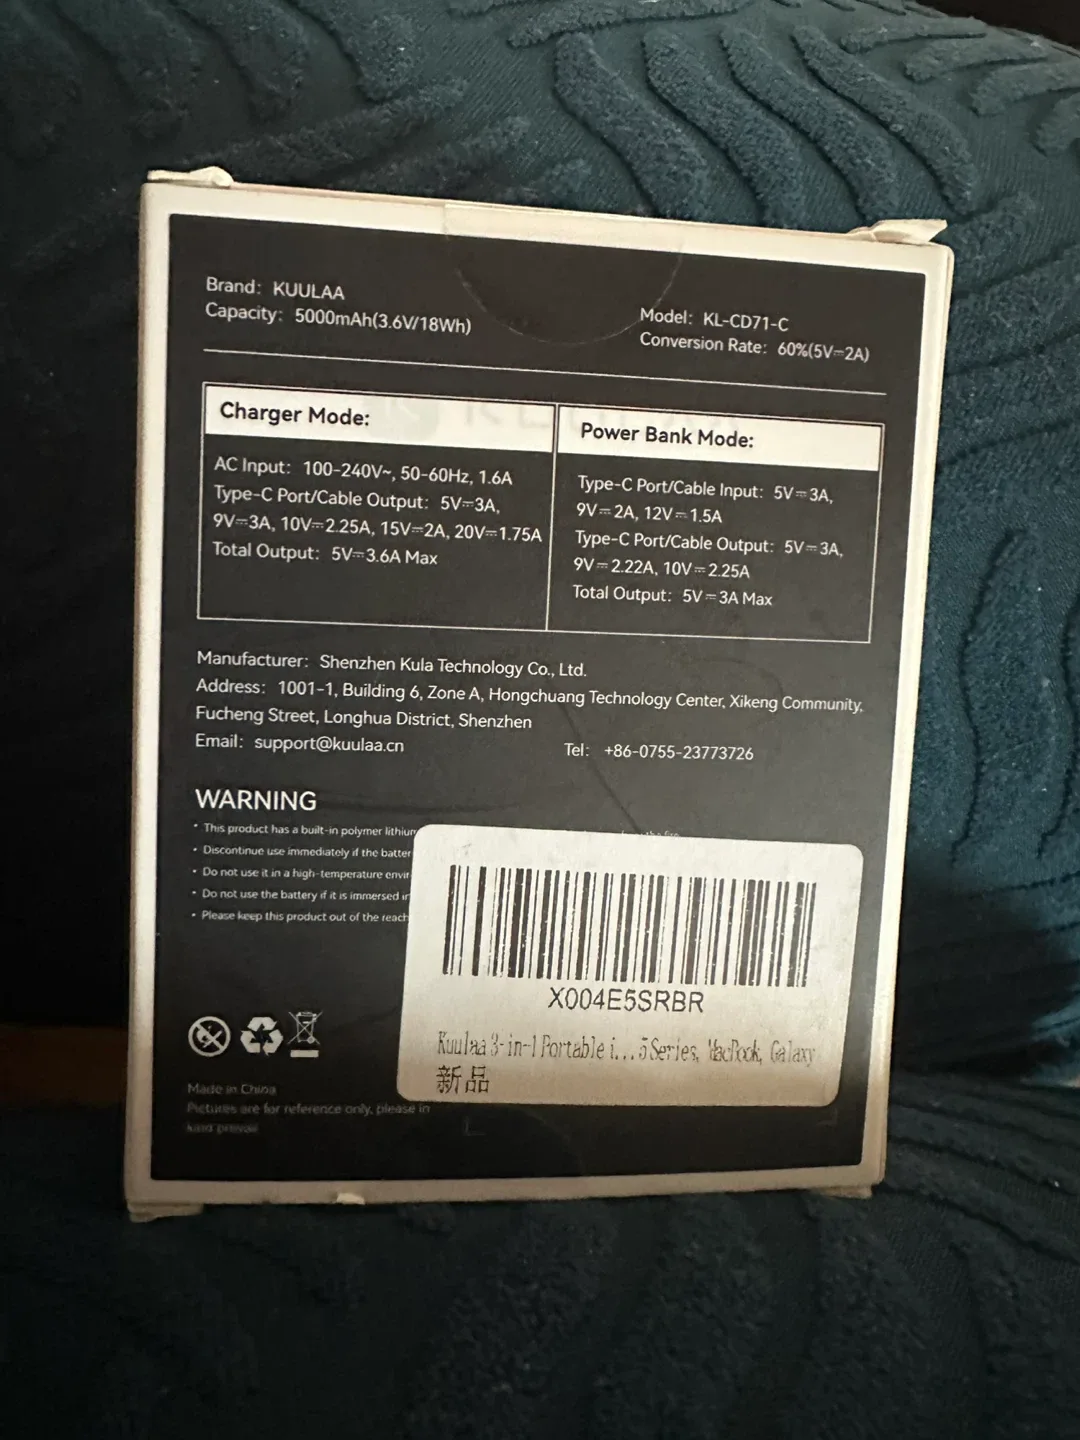 Brand: KUULAA
Capacity: 5000mAh(3.6V/18Wh)
Model: KL-CD71-C
Conversion Rate: 60%(5V⎓2A)
Charger Mode:
AC Input: 100-240V~, 50-60Hz, 1.6A
Type-C Port/Cable Output: 5V⎓3A,
9V⎓3A, 10V⎓2.25A, 15V⎓2A, 20V⎓1.75A
Total Output: 5V⎓3.6A Max
Power Bank Mode:
Type-C Port/Cable Input: 5V⎓3A,
9V⎓2A, 12V⎓1.5A
Type-C Port/Cable Output: 5V⎓3A,
9V⎓2.22A, 10V⎓2.25A
Total Output: 5V⎓3A Max
Manufacturer: Shenzhen Kula Technology Co., Ltd.
Address: 1001-1, Building 6, Zone A, Hongchuang Technology Center, Xikeng Community,
Fucheng Street, Longhua District, Shenzhen
Email: support@kuulaa.cn
Tel: +86-0755-23773726
WARNING
• This product has a built-in polymer lithium
• Discontinue use immediately if the batter
• Do not use it in a high-temperature envir
• Do not use the battery if it is immersed in
• Please keep this product out of the reach
X004E5SRBR
Kuulaa 3-in-1 Portable i...5 Series, MacBook, Galaxy
新品
Made in China
Pictures are for reference only, please in
kind prevail